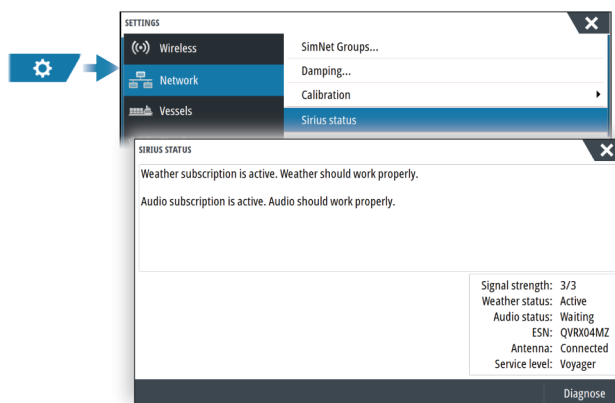 SETTINGS
Wireless
Network
Vessels
SimNet Groups...
Damping...
Calibration
Sirius status
SIRIUS STATUS
Weather subscription is active. Weather should work properly.
Audio subscription is active. Audio should work properly.
Signal strength: 3/3
Weather status: Active
Audio status: Waiting
ESN: QVRX04MZ
Antenna: Connected
Service level: Voyager
Diagnose